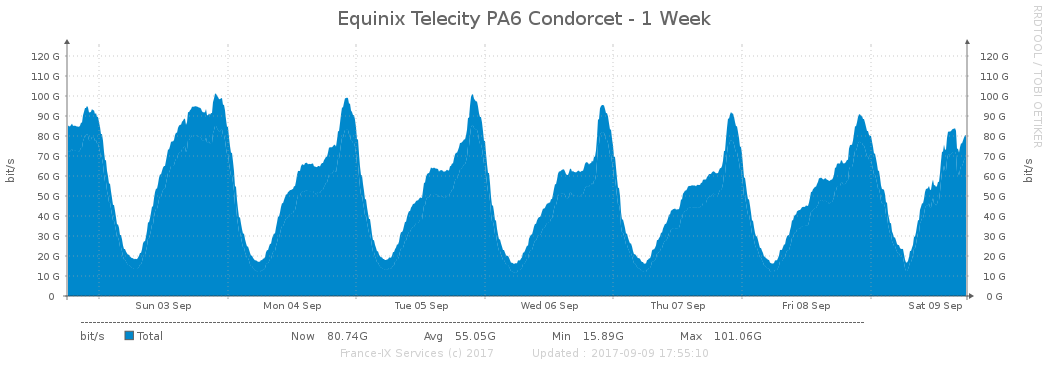 Equinix Telecity PA6 Condorcet - 1 Week
RRDTOOL / TOBI OETIKER
bit/s
120 G 120 G
110 G 110 G
100 G 100 G
90 G 90 G
80 G 80 G
70 G 70 G
60 G 60 G
50 G 50 G
40 G 40 G
30 G 30 G
20 G 20 G
10 G 10 G
0 0 G
bit/s
Sun 03 Sep Mon 04 Sep Tue 05 Sep Wed 06 Sep Thu 07 Sep Fri 08 Sep Sat 09 Sep
bit/s Total Now 80.74G Avg 55.05G Min 15.89G Max 101.06G
France-IX Services (c) 2017 Updated : 2017-09-09 17:55:10